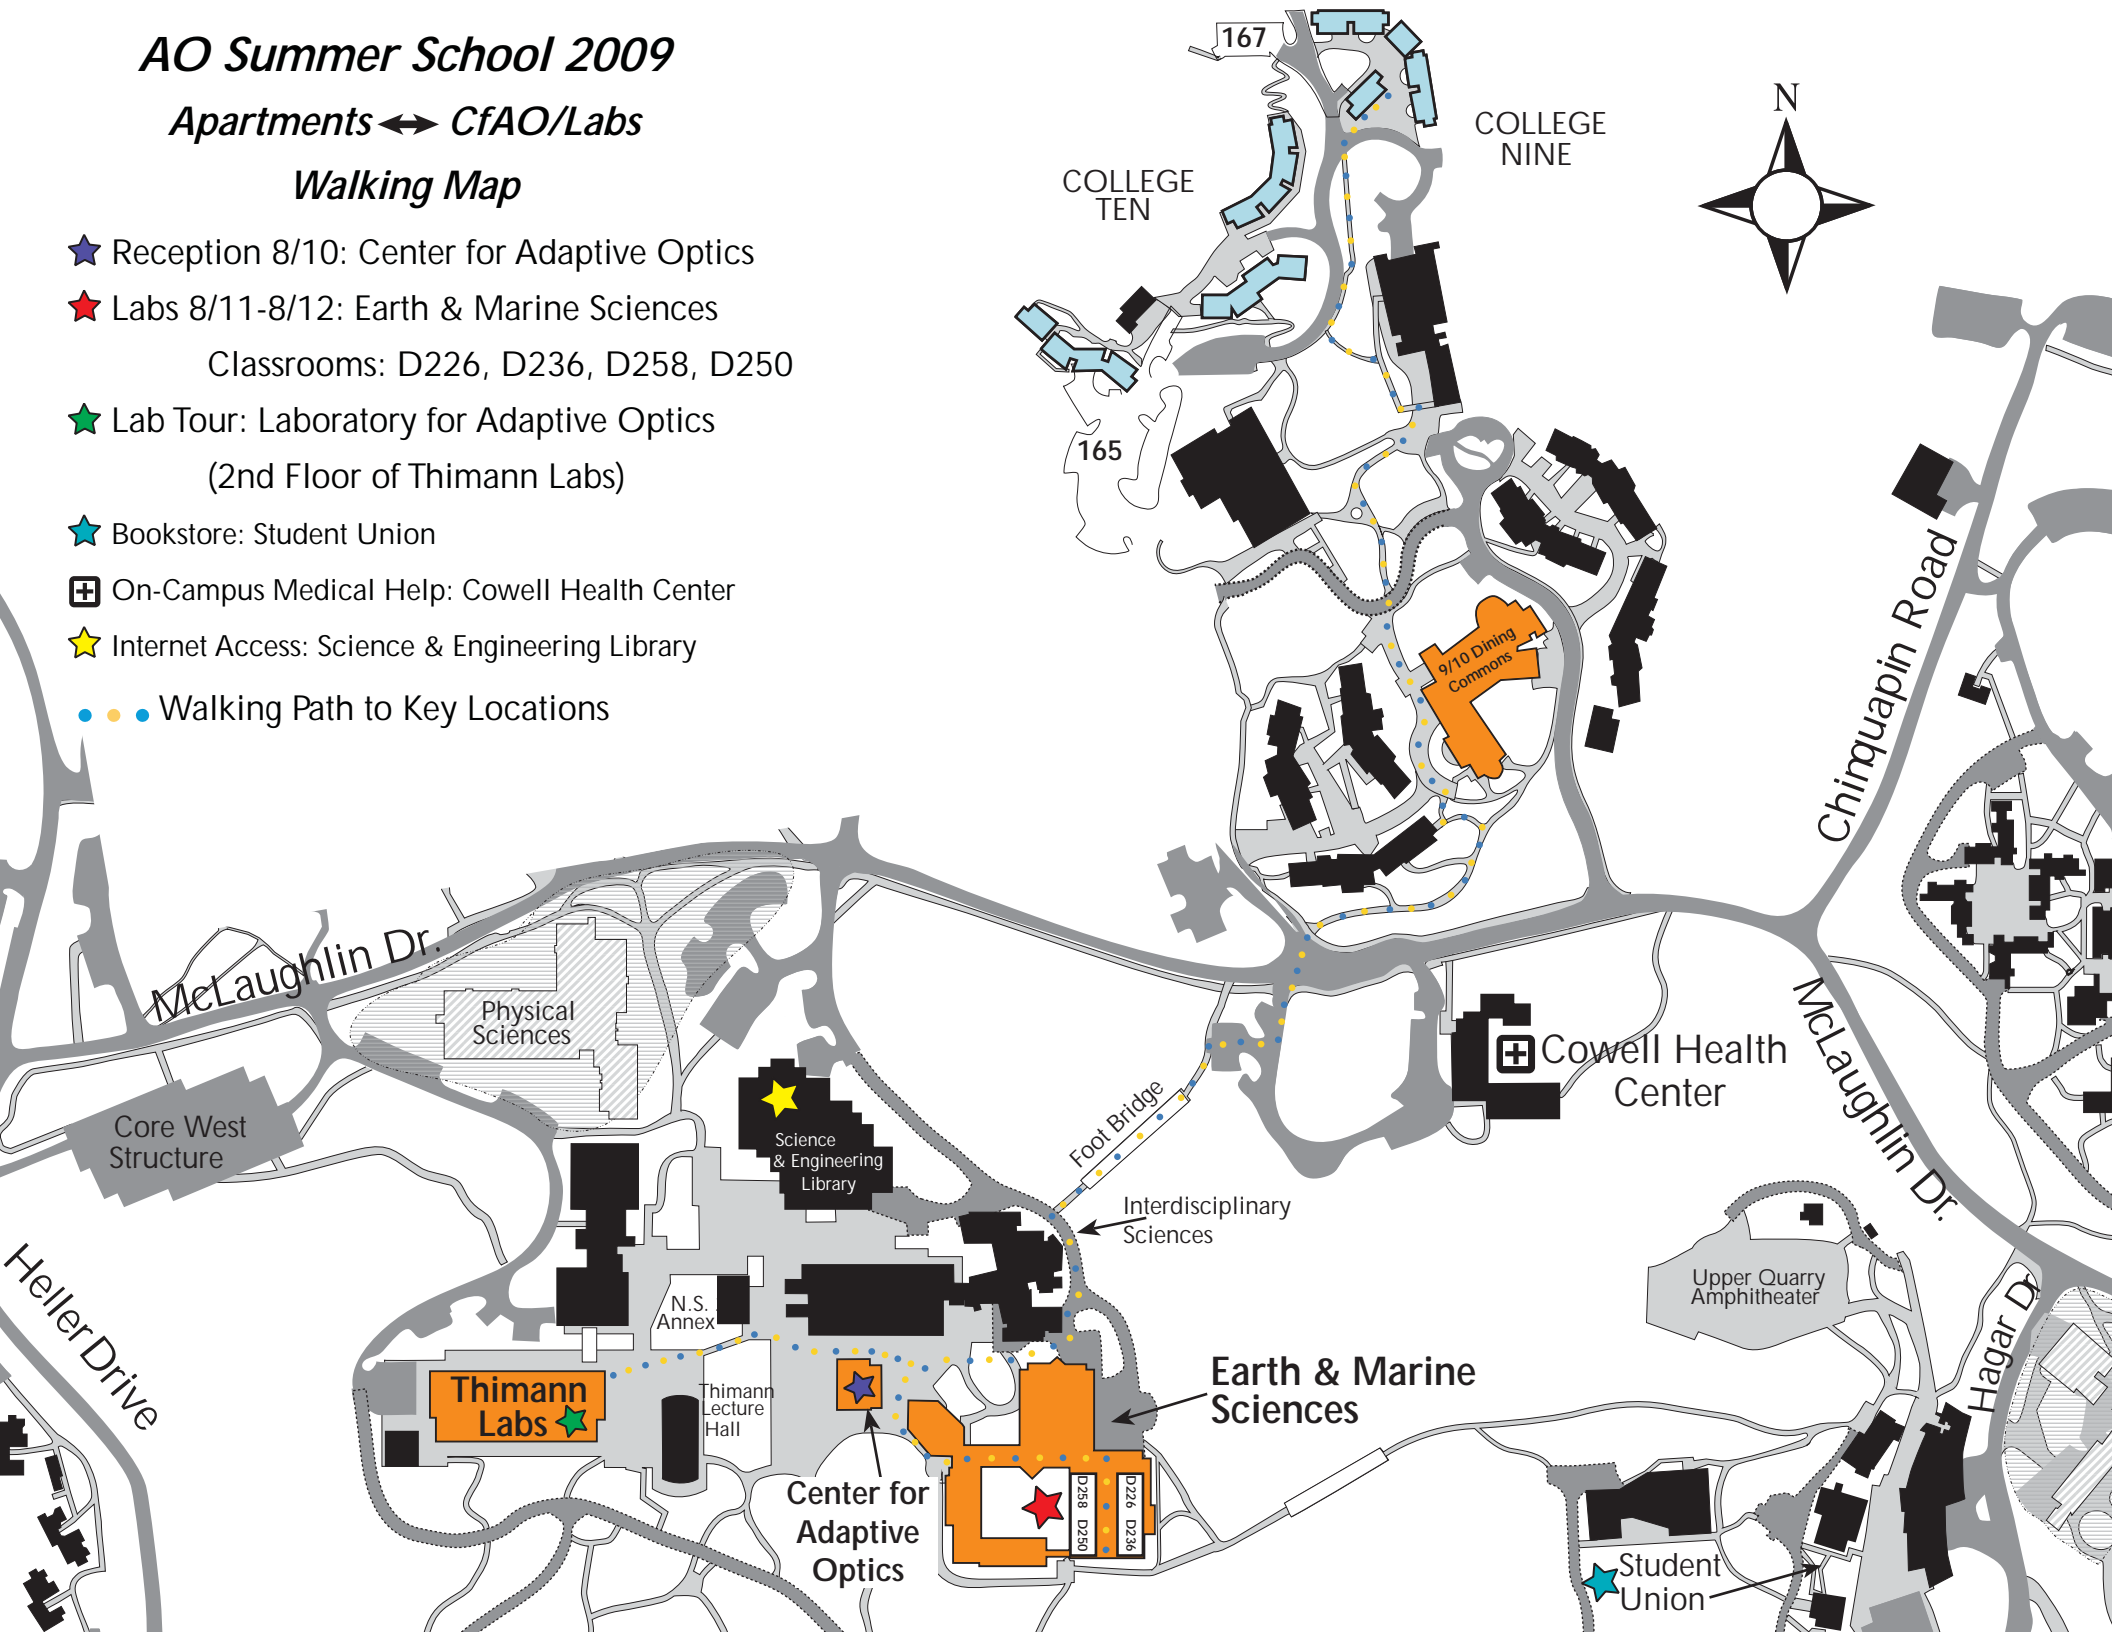 AO Summer School 2009
Apartments CfAO/Labs
Walking Map
Reception 8/10: Center for Adaptive Optics
Labs 8/11-8/12: Earth & Marine Sciences
Classrooms: D226, D236, D258, D250
Lab Tour: Laboratory for Adaptive Optics
(2nd Floor of Thimann Labs)
Bookstore: Student Union
On-Campus Medical Help: Cowell Health Center
Internet Access: Science & Engineering Library
Walking Path to Key Locations
167
COLLEGE
NINE
COLLEGE
TEN
N
165
9/10 Dining
Commons
Chinquapin Road
McLaughlin Dr.
Physical
Sciences
Core West
Structure
Science
& Engineering
Library
Foot Bridge
Interdisciplinary
Sciences
Cowell Health
Center
McLaughlin Dr.
Upper Quarry
Amphitheater
Hagar Dr
Heller Drive
N.S.
Annex
Thimann
Labs
Thimann
Lecture
Hall
Center for
Adaptive
Optics
Earth & Marine
Sciences
D258 D250
D226 D236
Student
Union